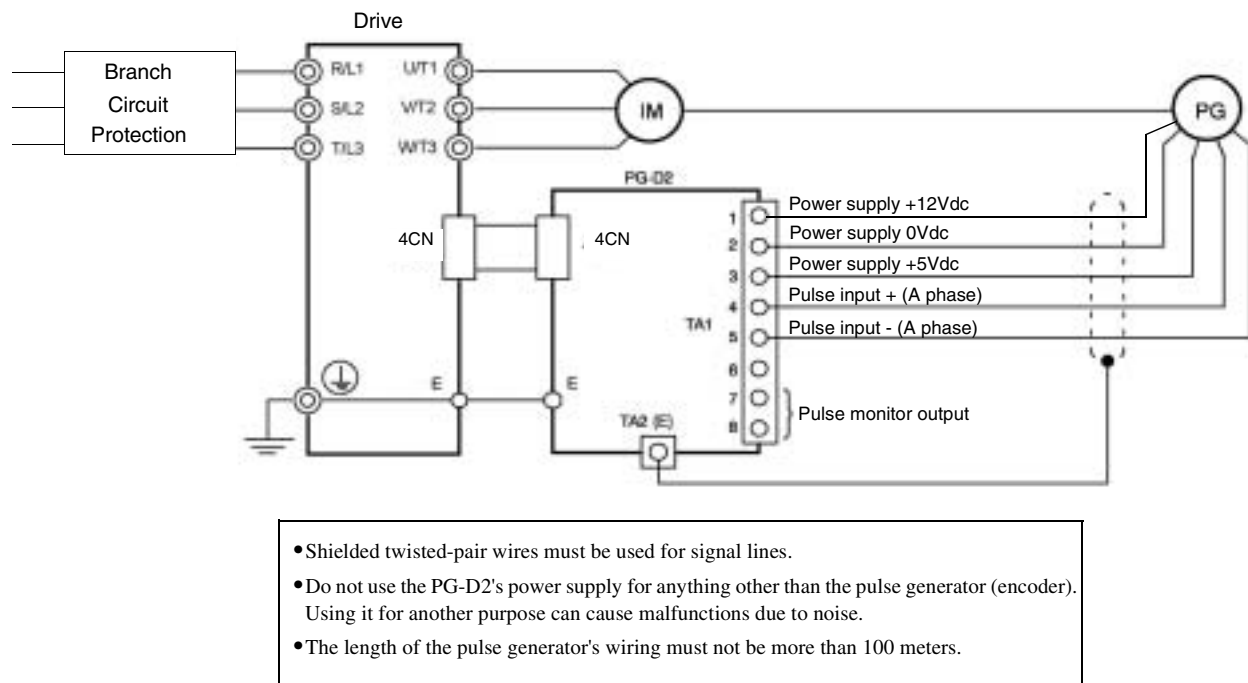 Drive
Branch
Circuit
Protection
R/L1
S/L2
T/L3
U/T1
V/T2
W/T3
IM
PG
PG-D2
4CN
4CN
1
2
3
4
5
6
7
8
TA1
Power supply +12Vdc
Power supply 0Vdc
Power supply +5Vdc
Pulse input + (A phase)
Pulse input - (A phase)
Pulse monitor output
E
E
TA2 (E)
•Shielded twisted-pair wires must be used for signal lines.
•Do not use the PG-D2's power supply for anything other than the pulse generator (encoder).
Using it for another purpose can cause malfunctions due to noise.
•The length of the pulse generator's wiring must not be more than 100 meters.